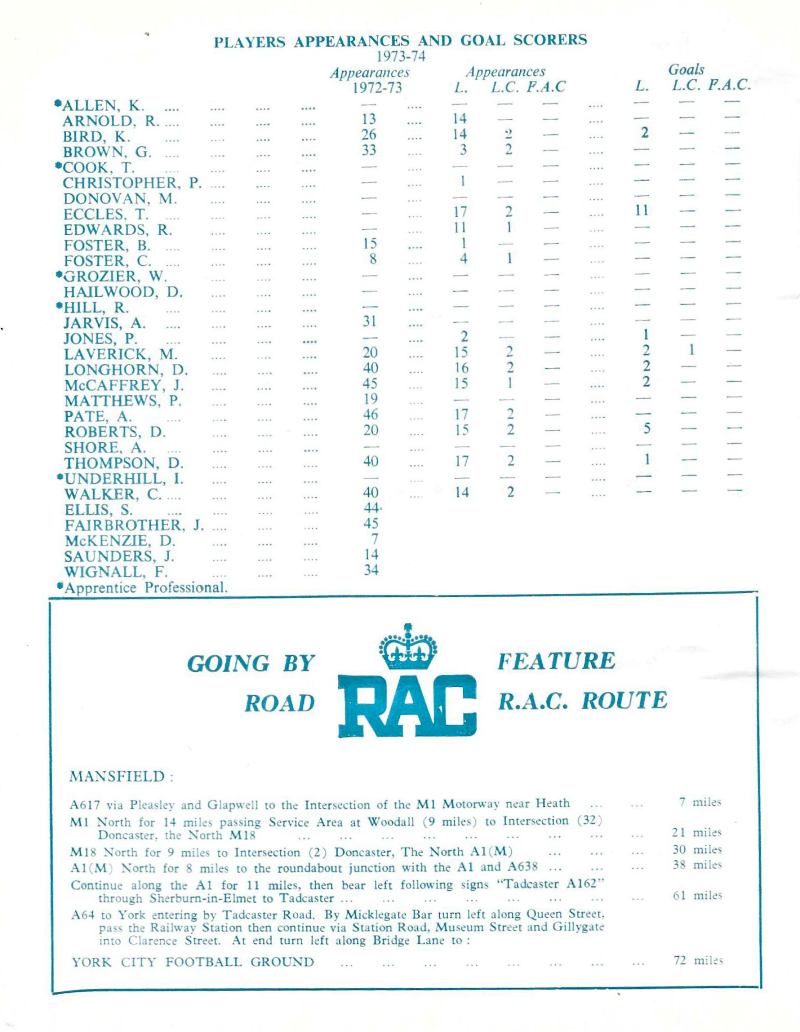 PLAYERS APPEARANCES AND GOAL SCORERS
1973-74
Appearances Appearances Goals
1972-73 L. L.C. F.A.C L. L.C. F.A.C.
*ALLEN, K. .... .... .... .... — .... — — — .... — — —
ARNOLD, R. .... .... .... .... 13 .... 14 — — .... — — —
BIRD, K. .... .... .... .... 26 .... 14 2 — .... 2 — —
BROWN, G. .... .... .... .... 33 .... 3 2 — .... — — —
*COOK, T. .... .... .... .... — .... — — — .... — — —
CHRISTOPHER, P. .... .... .... — .... 1 — — .... — — —
DONOVAN, M. .... .... .... — .... — — — .... — — —
ECCLES, T. .... .... .... .... — .... 17 2 — .... 11 — —
EDWARDS, R. .... .... .... — .... 11 1 — .... — — —
FOSTER, B. .... .... .... .... 15 .... 1 — — .... — — —
FOSTER, C. .... .... .... .... 8 .... 4 1 — .... — — —
*GROZIER, W. .... .... .... — .... — — — .... — — —
HAILWOOD, D. .... .... .... — .... — — — .... — — —
*HILL, R. .... .... .... .... — .... — — — .... — — —
JARVIS, A. .... .... .... .... 31 .... — — — .... — — —
JONES, P. .... .... .... .... — .... 2 — — .... 1 — —
LAVERICK, M. .... .... .... 20 .... 15 2 — .... 2 1 —
LONGHORN, D. .... .... .... 40 .... 16 2 — .... 2 — —
McCAFFREY, J. .... .... .... 45 .... 15 1 — .... 2 — —
MATTHEWS, P. .... .... .... 19 .... — — — .... — — —
PATE, A. .... .... .... .... 46 .... 17 2 — .... — — —
ROBERTS, D. .... .... .... 20 .... 15 2 — .... 5 — —
SHORE, A. .... .... .... .... — .... — — — .... — — —
THOMPSON, D. .... .... .... 40 .... 17 2 — .... 1 — —
*UNDERHILL, I. .... .... .... — .... — — — .... — — —
WALKER, C. .... .... .... .... 40 .... 14 2 — .... — — —
ELLIS, S. .... .... .... .... 44
FAIRBROTHER, J. .... .... .... 45
McKENZIE, D. .... .... .... 7
SAUNDERS, J. .... .... .... 14
WIGNALL, F. .... .... .... 34
*Apprentice Professional.
GOING BY ROAD
RAC
FEATURE R.A.C. ROUTE
MANSFIELD :
A617 via Pleasley and Glapwell to the Intersection of the M1 Motorway near Heath ... ... 7 miles
M1 North for 14 miles passing Service Area at Woodall (9 miles) to Intersection (32)
Doncaster, the North M18 ... ... ... ... ... ... ... ... 21 miles
M18 North for 9 miles to Intersection (2) Doncaster, The North A1(M) ... ... ... 30 miles
A1(M) North for 8 miles to the roundabout junction with the A1 and A638 ... ... ... 38 miles
Continue along the A1 for 11 miles, then bear left following signs "Tadcaster A162"
through Sherburn-in-Elmet to Tadcaster ... ... ... ... ... ... ... 61 miles
A64 to York entering by Tadcaster Road. By Micklegate Bar turn left along Queen Street,
pass the Railway Station then continue via Station Road, Museum Street and Gillygate
into Clarence Street. At end turn left along Bridge Lane to :
YORK CITY FOOTBALL GROUND ... ... ... ... ... ... ... 72 miles